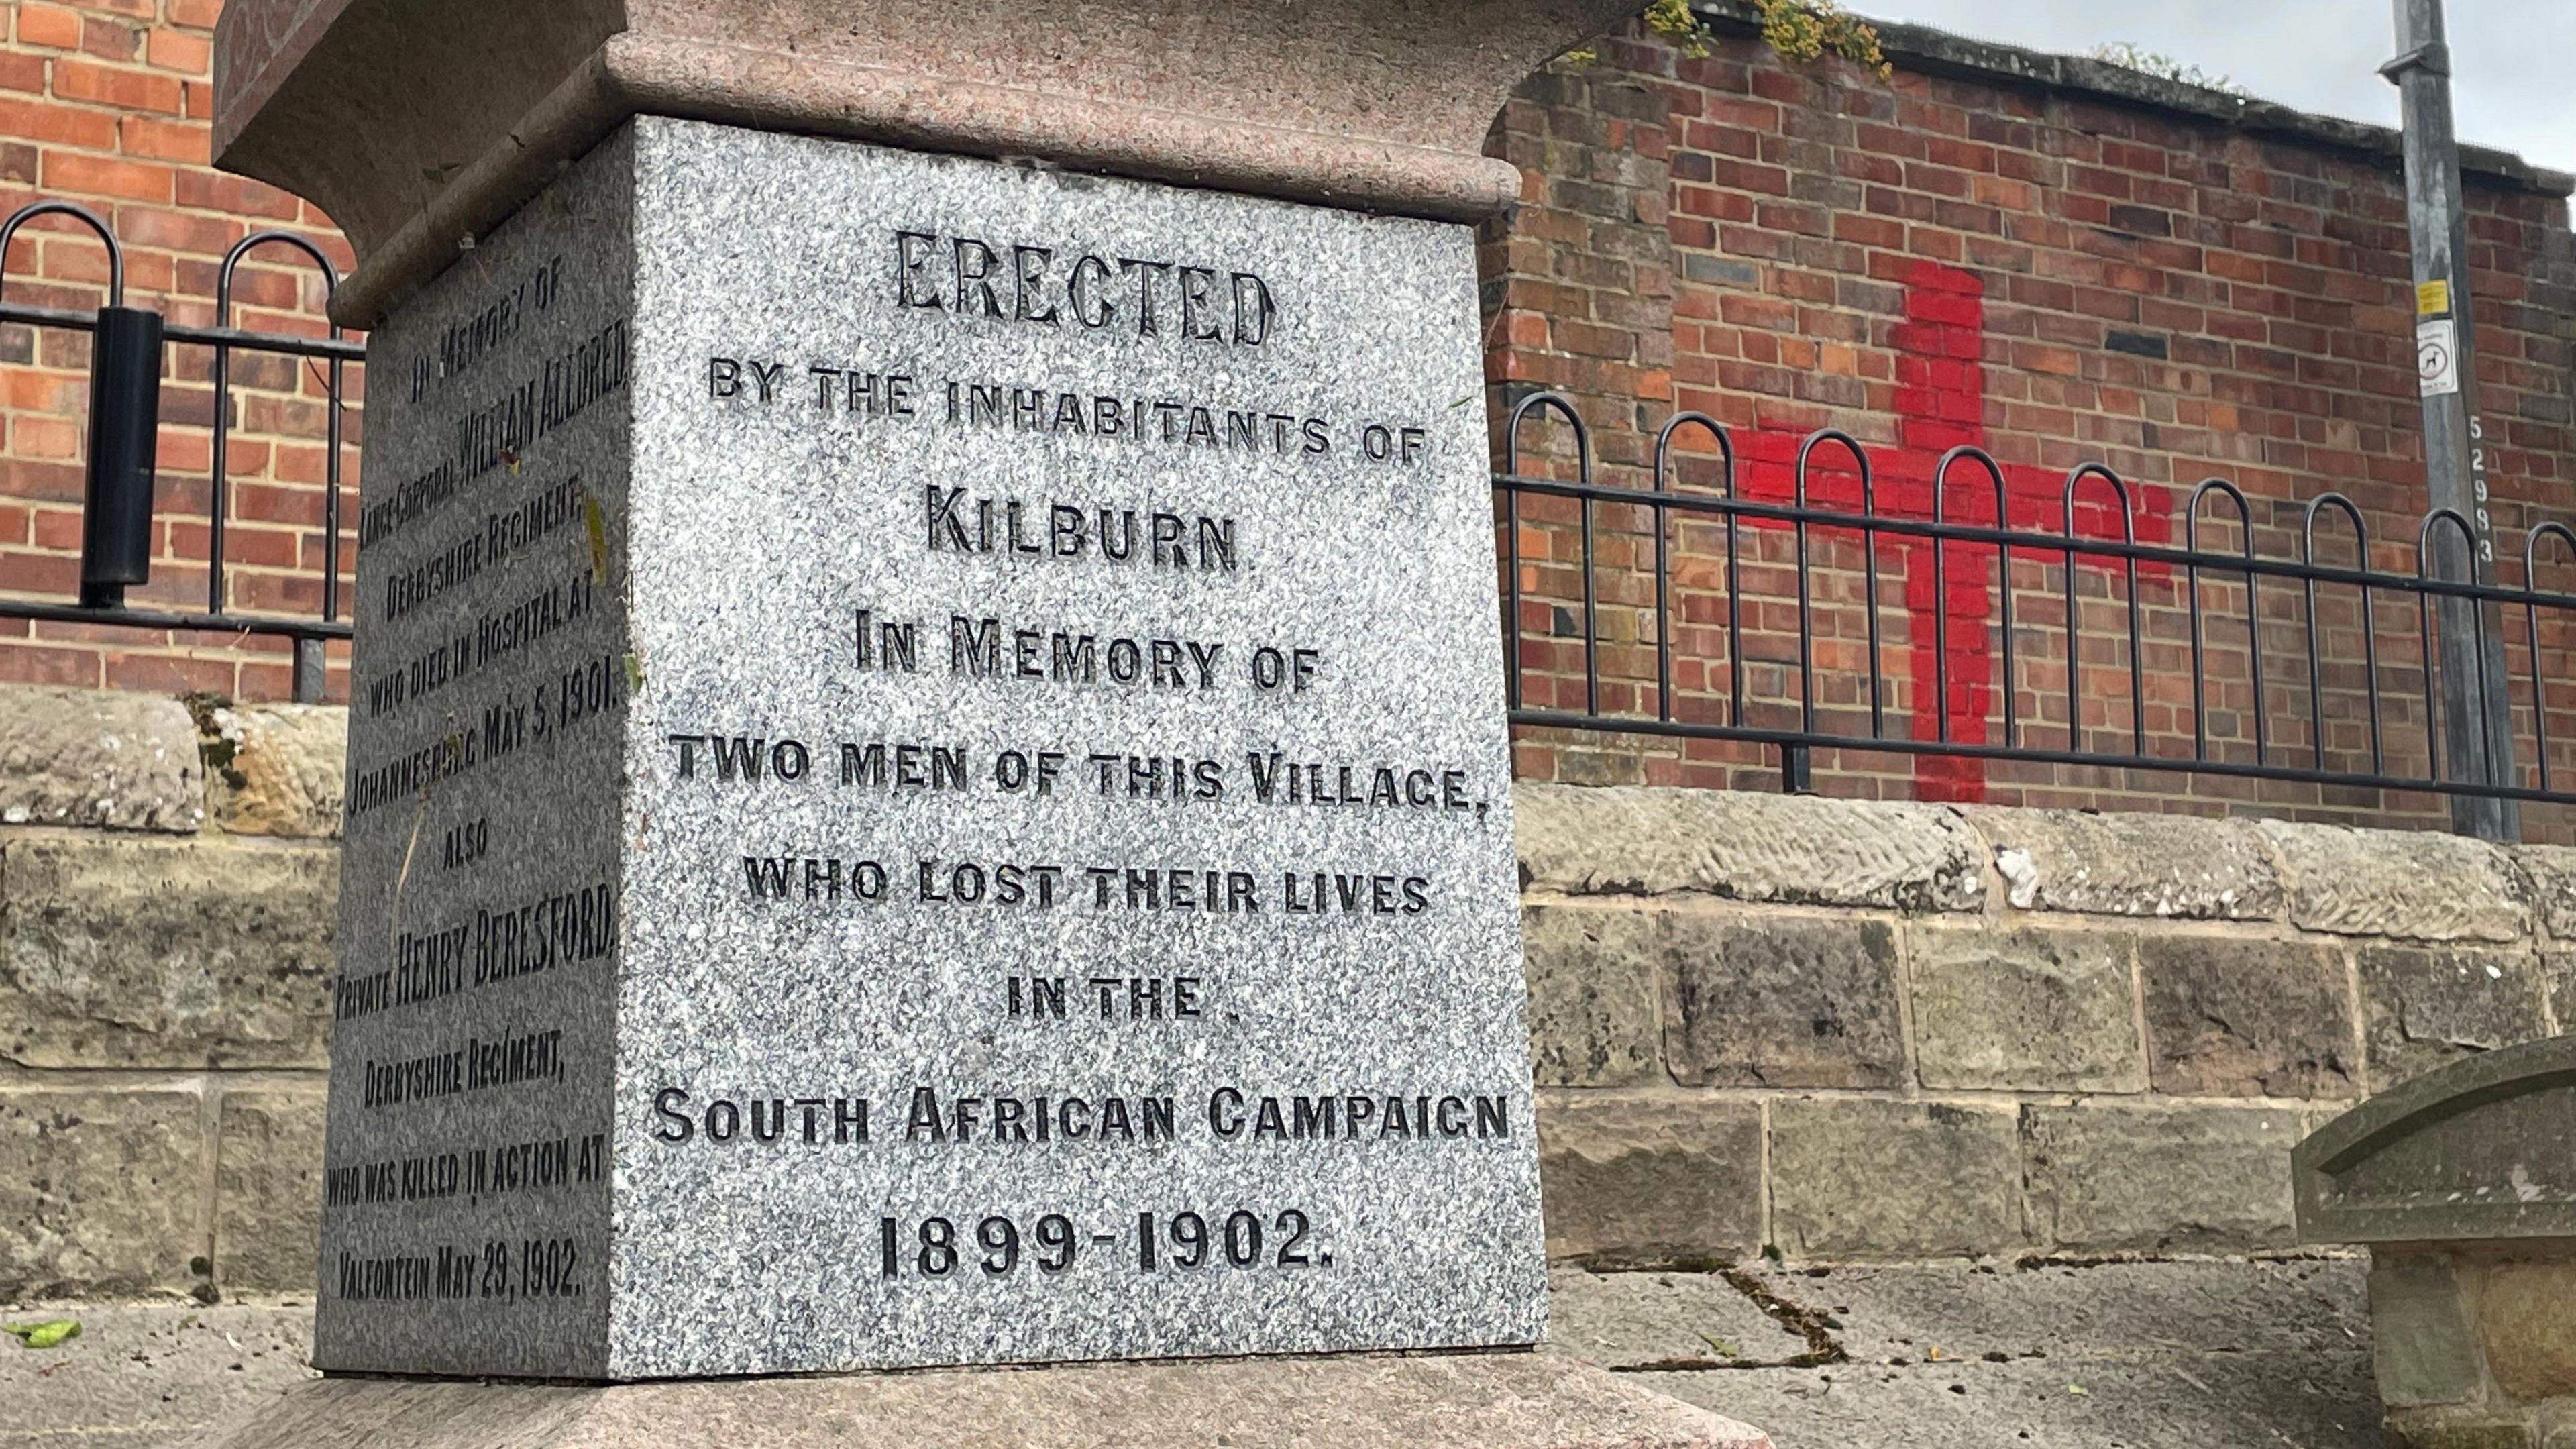 IN MEMORY OF
LANCE-CORPORAL WILLIAM ALLDRED,
DERBYSHIRE REGIMENT,
WHO DIED IN HOSPITAL AT
JOHANNESBURG MAY 5, 1901.
ALSO
PRIVATE HENRY BERESFORD,
DERBYSHIRE REGIMENT,
WHO WAS KILLED IN ACTION AT
VALFONTEIN MAY 29, 1902.
ERECTED
BY THE INHABITANTS OF
KILBURN
IN MEMORY OF
TWO MEN OF THIS VILLAGE,
WHO LOST THEIR LIVES
IN THE
SOUTH AFRICAN CAMPAIGN
1899-1902.
52983